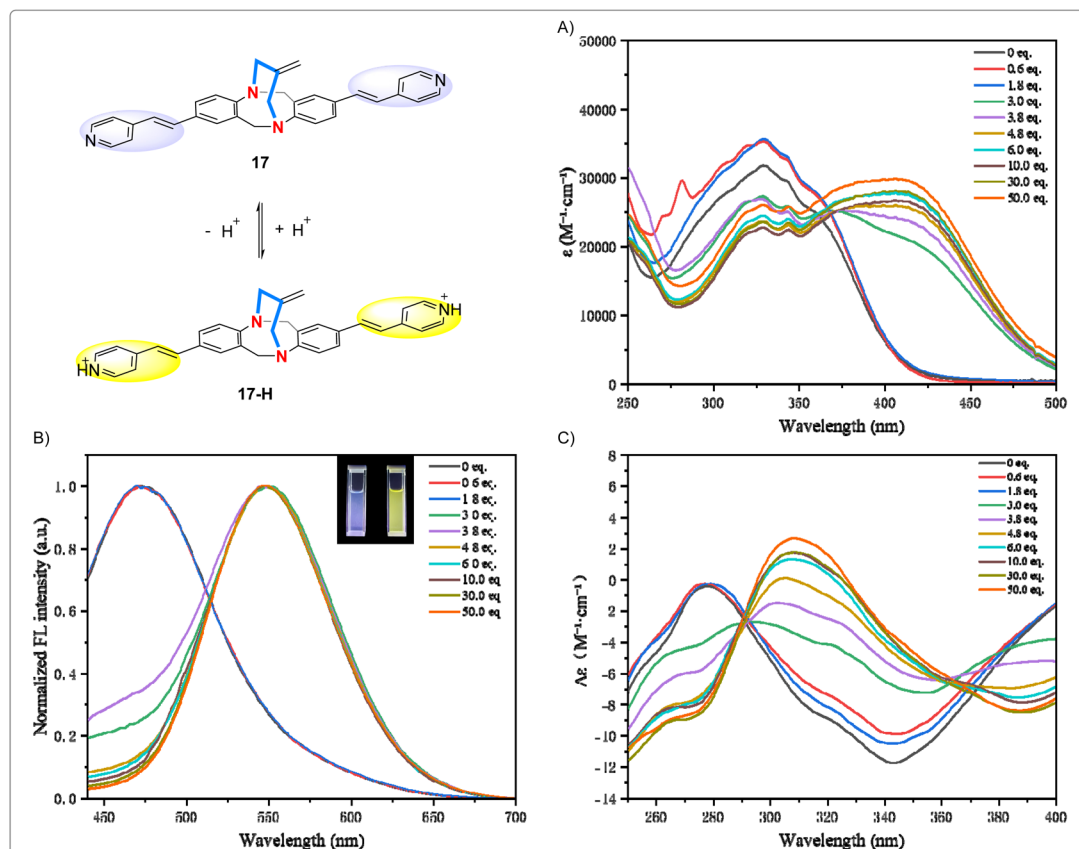 N
N
N
N
17
- H+
+ H+
+
NH
N
N
+
HN
17-H
A)
50000
40000
30000
20000
10000
0
ε (M⁻¹·cm⁻¹)
250 300 350 400 450 500
Wavelength (nm)
0 eq.
0.6 eq.
1.8 eq.
3.0 eq.
3.8 eq.
4.8 eq.
6.0 eq.
10.0 eq.
30.0 eq.
50.0 eq.
B)
1.0
0.8
0.6
0.4
0.2
0.0
Normalized FL intensity (a.u.)
450 500 550 600 650 700
Wavelength (nm)
0 eq.
0 6 eq.
1 8 eq.
3 0 eq.
3 8 eq.
4 8 eq.
6 0 eq.
10.0 eq
30.0 eq
50.0 eq
C)
8
6
4
2
0
2
-4
-6
-8
-10
-12
-14
Δε (M⁻¹·cm⁻¹)
260 280 300 320 340 360 380 400
Wavelength (nm)
0 eq.
0.6 eq.
1.8 eq.
3.0 eq.
3.8 eq.
4.8 eq.
6.0 eq.
10.0 eq.
30.0 eq.
50.0 eq.